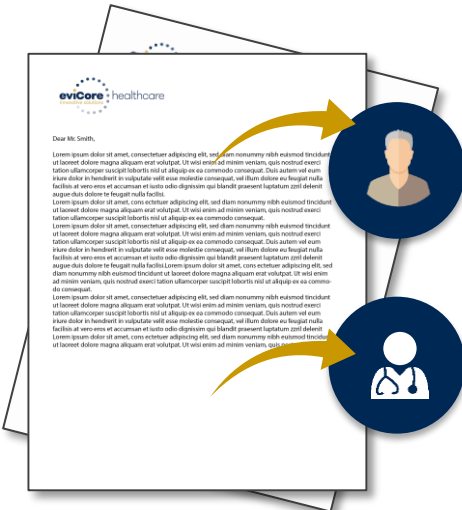 eviCore healthcare
innovative solutions
Dear Mr. Smith,
Lorem ipsum dolor sit amet, consectetuer adipiscing elit, sed diam nonummy nibh euismod tincidunt
ut laoreet dolore magna aliquam erat volutpat. Ut wisi enim ad minim veniam, quis nostrud exerci
tation ullamcorper suscipit lobortis nisl ut aliquip ex ea commodo consequat. Duis autem vel eum
iriure dolor in hendrerit in vulputate velit esse molestie consequat, vel illum dolore eu feugiat nulla
facilisis at vero eros et accumsan et iusto odio dignissim qui blandit praesent luptatum zzril delenit
augue duis dolore te feugait nulla facilisi.
Lorem ipsum dolor sit amet, cons ectetuer adipiscing elit, sed diam nonummy nibh euismod tincidunt
ut laoreet dolore magna aliquam erat volutpat. Ut wisi enim ad minim veniam, quis nostrud exerci
tation ullamcorper suscipit lobortis nisl ut aliquip ex ea commodo consequat.
Lorem ipsum dolor sit amet, consectetuer adipiscing elit, sed diam nonummy nibh euismod tincidunt
ut laoreet dolore magna aliquam erat volutpat. Ut wisi enim ad minim veniam, quis nostrud exerci
tation ullamcorper suscipit lobortis nisl ut aliquip ex ea commodo consequat. Duis autem vel eum
iriure dolor in hendrerit in vulputate velit esse molestie consequat, vel illum dolore eu feugiat nulla
facilisis at vero eros et accumsan et iusto odio dignissim qui blandit praesent luptatum zzril delenit
augue duis dolore te feugait nulla facilisi.Lorem ipsum dolor sit amet, cons ectetuer adipiscing elit, sed
diam nonummy nibh euismod tincidunt ut laoreet dolore magna aliquam erat volutpat. Ut wisi enim
ad minim veniam, quis nostrud exerci tation ullamcorper suscipit lobortis nisl ut aliquip ex ea commo-
do consequat.
Lorem ipsum dolor sit amet, consectetuer adipiscing elit, sed diam nonummy nibh euismod tincidunt
ut laoreet dolore magna aliquam erat volutpat. Ut wisi enim ad minim veniam, quis nostrud exerci
tation ullamcorper suscipit lobortis nisl ut aliquip ex ea commodo consequat. Duis autem vel eum
iriure dolor in hendrerit in vulputate velit esse molestie consequat, vel illum dolore eu feugiat nulla
facilisis at vero eros et accumsan et iusto odio dignissim qui blandit praesent luptatum zzril delenit
Lorem ipsum dolor sit amet, cons ectetuer adipiscing elit, sed diam nonummy nibh euismod tincidunt
ut laoreet dolore magna aliquam erat volutpat. Ut wisi enim ad minim veniam, quis